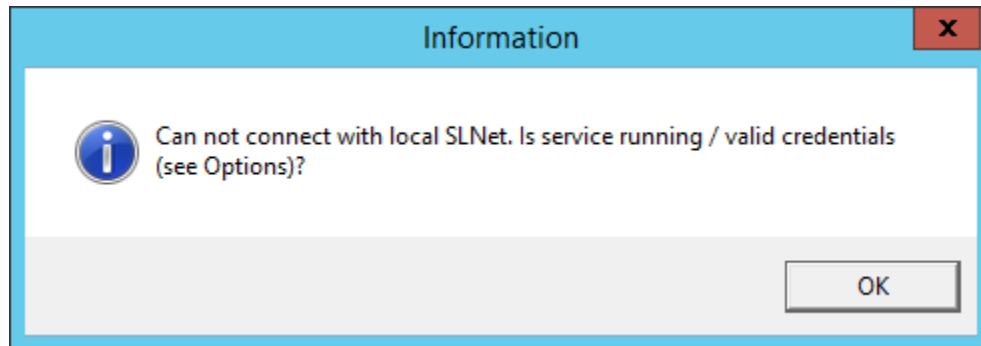 Information
x
Can not connect with local SLNet. Is service running / valid credentials
(see Options)?
OK